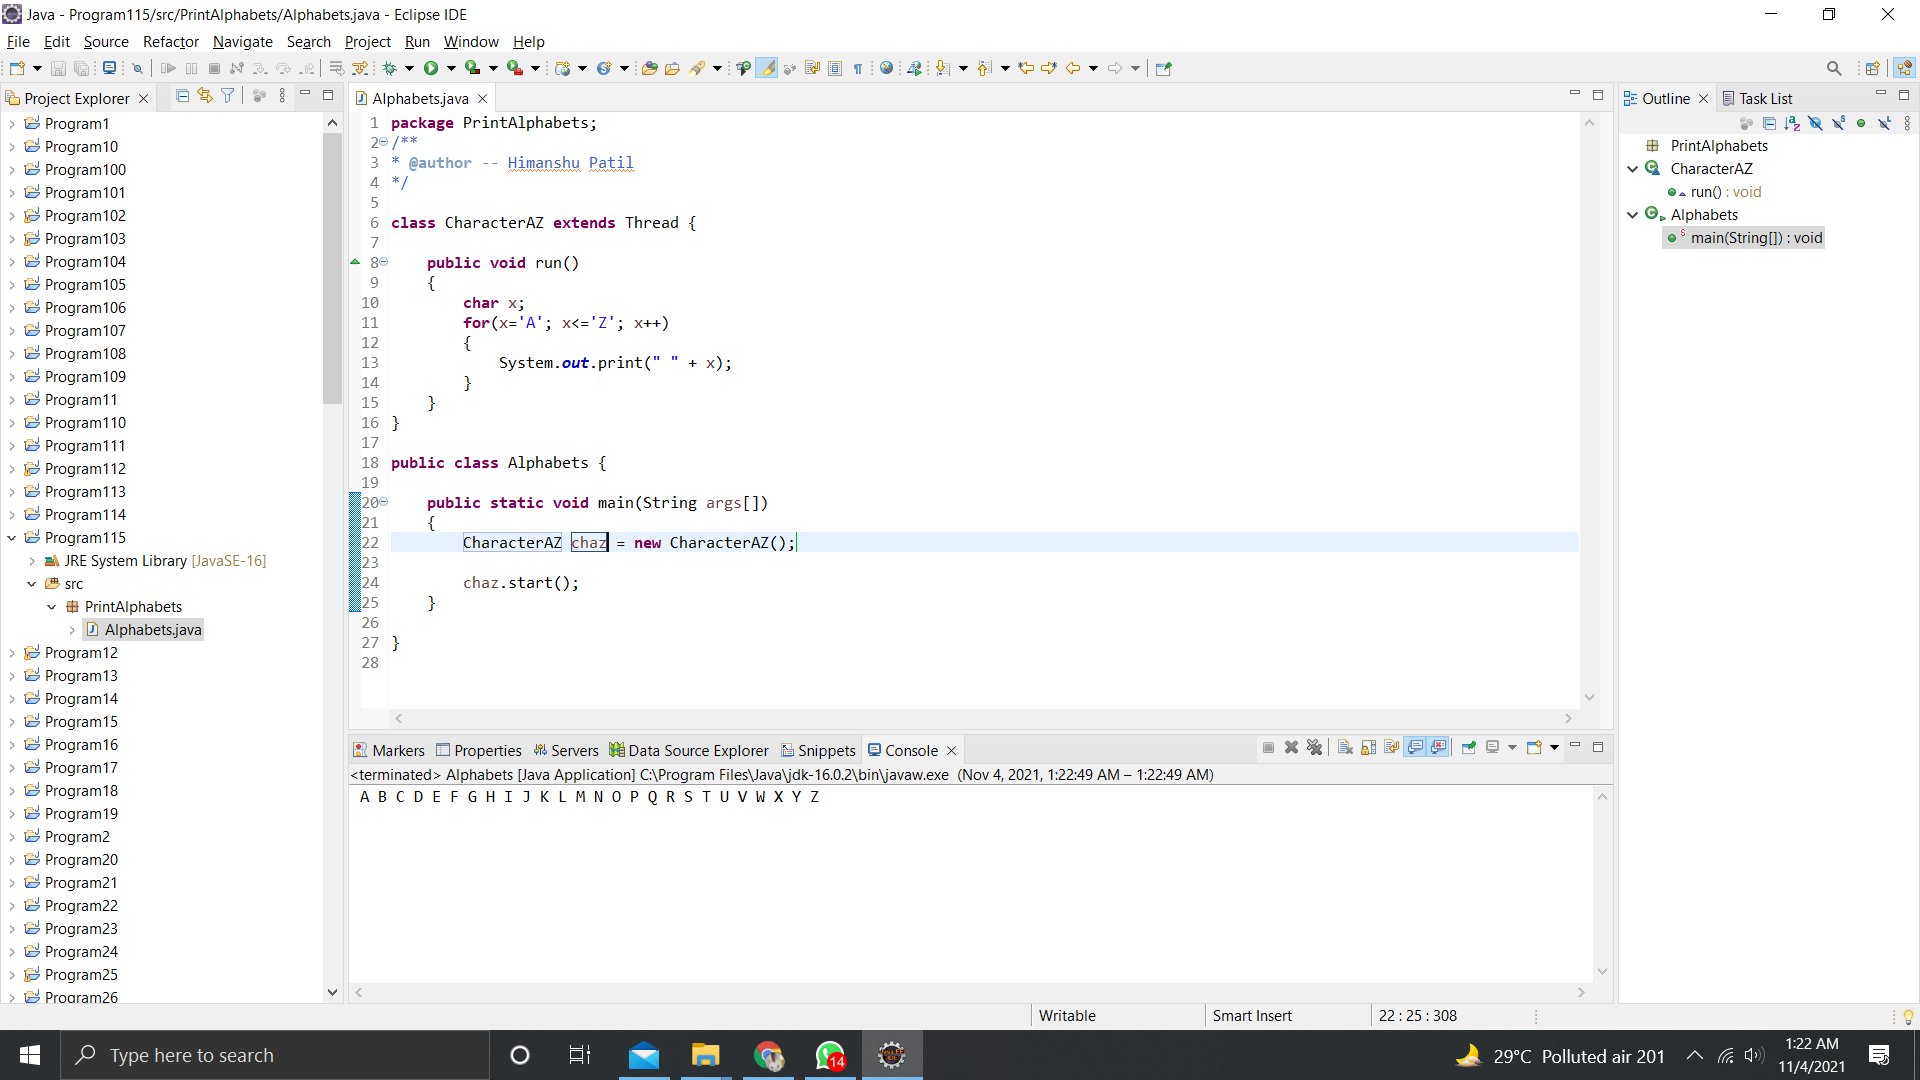 Java - Program115/src/PrintAlphabets/Alphabets.java - Eclipse IDE
File Edit Source Refactor Navigate Search Project Run Window Help
Project Explorer
Program1
Program10
Program100
Program101
Program102
Program103
Program104
Program105
Program106
Program107
Program108
Program109
Program11
Program110
Program111
Program112
Program113
Program114
Program115
JRE System Library [JavaSE-16]
src
PrintAlphabets
Alphabets.java
Program12
Program13
Program14
Program15
Program16
Program17
Program18
Program19
Program2
Program20
Program21
Program22
Program23
Program24
Program25
Program26
Alphabets.java
1 package PrintAlphabets;
2 /**
3 * @author -- Himanshu Patil
4 */
5
6 class CharacterAZ extends Thread {
7
8 public void run()
9 {
10 char x;
11 for(x='A'; x<='Z'; x++)
12 {
13 System.out.print(" " + x);
14 }
15 }
16 }
17
18 public class Alphabets {
19
20 public static void main(String args[])
21 {
22 CharacterAZ chaz = new CharacterAZ();
23
24 chaz.start();
25 }
26
27 }
28
Outline Task List
PrintAlphabets
CharacterAZ
run() : void
Alphabets
main(String[]) : void
Markers Properties Servers Data Source Explorer Snippets Console
<terminated> Alphabets [Java Application] C:\Program Files\Java\jdk-16.0.2\bin\javaw.exe (Nov 4, 2021, 1:22:49 AM – 1:22:49 AM)
A B C D E F G H I J K L M N O P Q R S T U V W X Y Z
Writable Smart Insert 22 : 25 : 308
Type here to search
14
29°C Polluted air 201
1:22 AM
11/4/2021